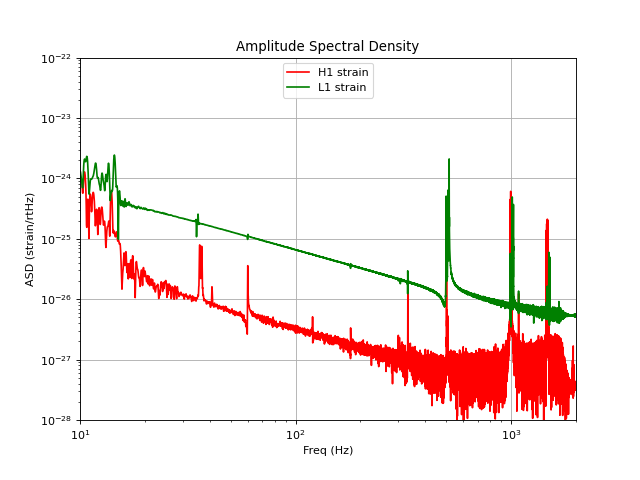 Amplitude Spectral Density
H1 strain
L1 strain
10⁻²²
10⁻²³
10⁻²⁴
10⁻²⁵
10⁻²⁶
10⁻²⁷
10⁻²⁸
ASD (strain/rtHz)
10¹ 10² 10³
Freq (Hz)